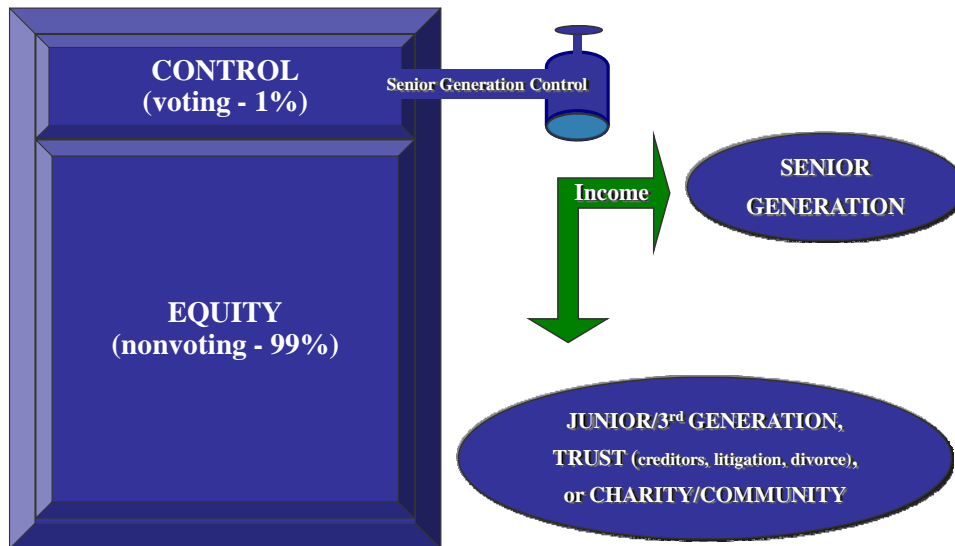 CONTROL
(voting - 1%)
Senior Generation Control
EQUITY
(nonvoting - 99%)
Income
SENIOR
GENERATION
JUNIOR/3rd GENERATION,
TRUST (creditors, litigation, divorce),
or CHARITY/COMMUNITY